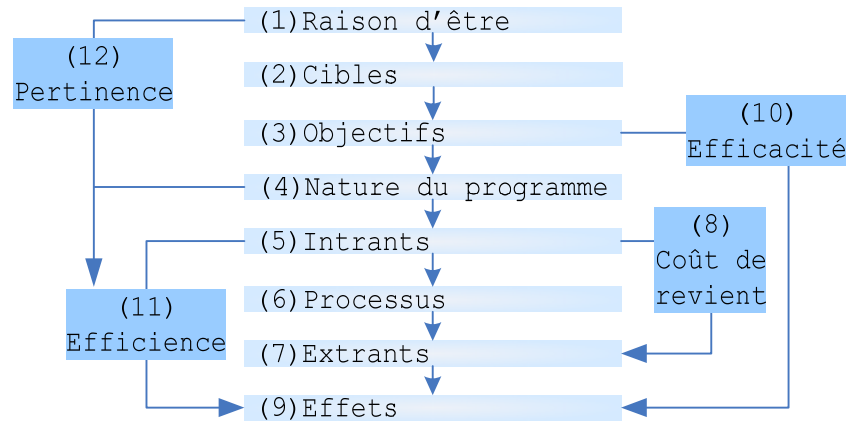 (1)Raison d'être
(12)
Pertinence
(2)Cibles
(3)Objectifs
(10)
Efficacité
(4)Nature du programme
(5)Intrants
(8)
Coût de
revient
(6)Processus
(11)
Efficience
(7)Extrants
(9)Effets